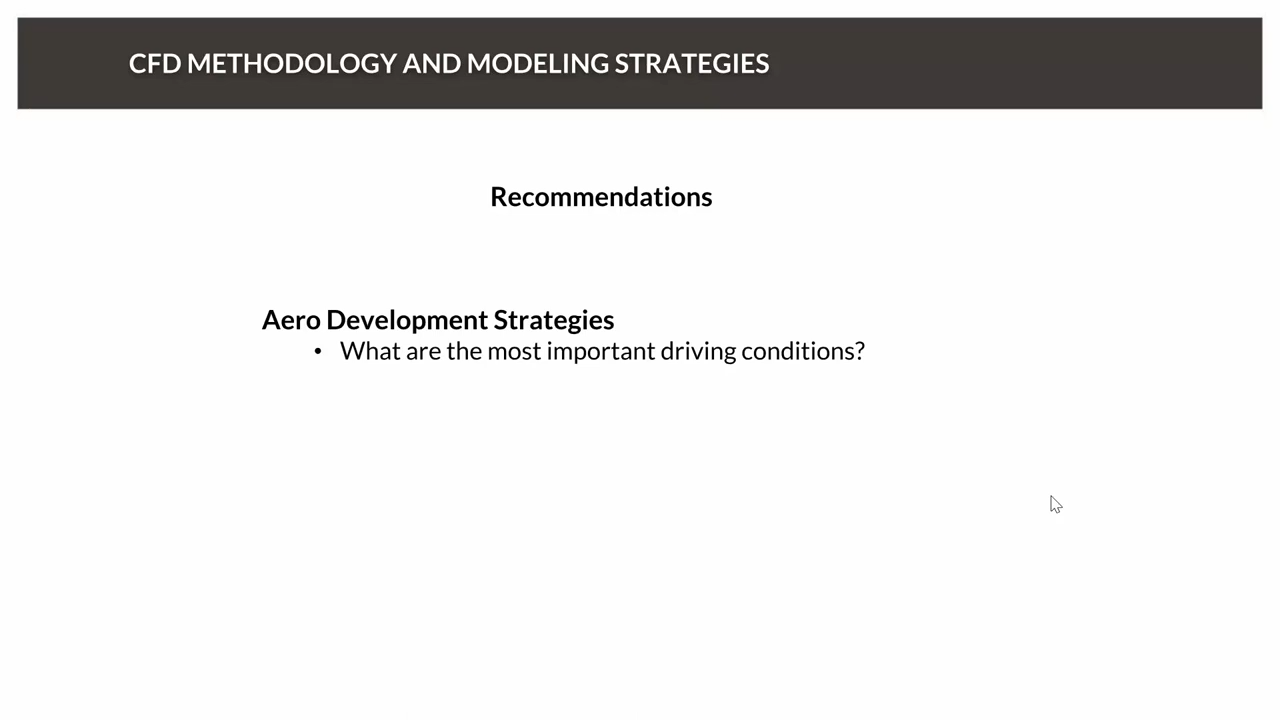 CFD METHODOLOGY AND MODELING STRATEGIES
Recommendations
Aero Development Strategies
• What are the most important driving conditions?